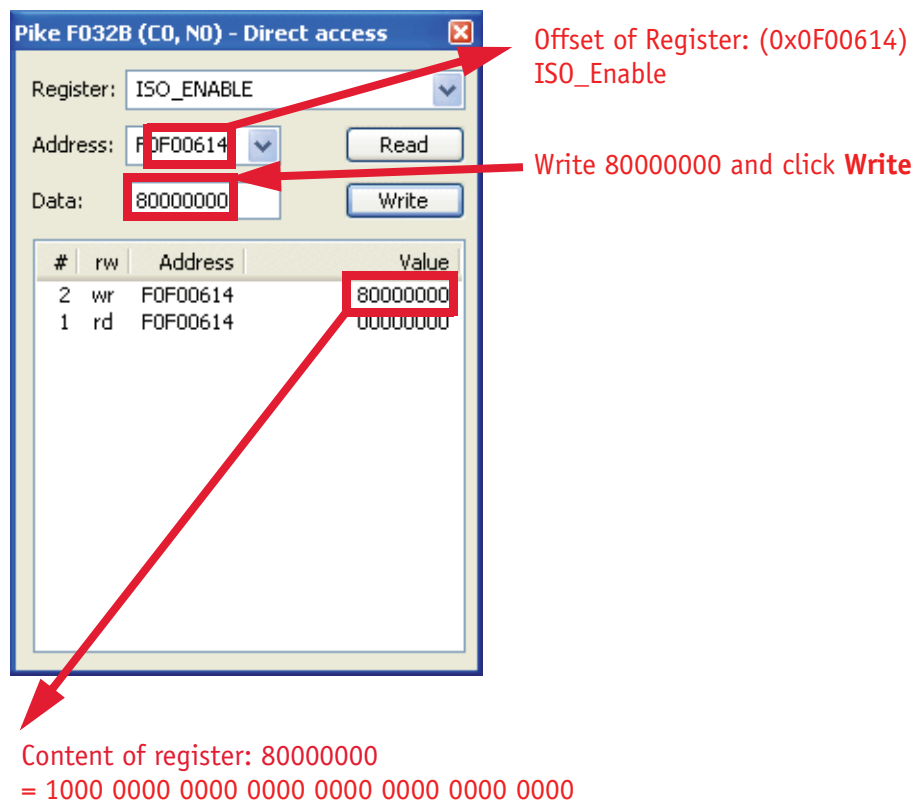 Pike F032B (C0, N0) - Direct access
Offset of Register: (0x0F00614)
ISO_Enable
Register: ISO_ENABLE
Address: F0F00614 Read
Write 80000000 and click Write
Data: 80000000 Write
# rw Address Value
2 wr F0F00614 80000000
1 rd F0F00614 00000000
Content of register: 80000000
= 1000 0000 0000 0000 0000 0000 0000 0000